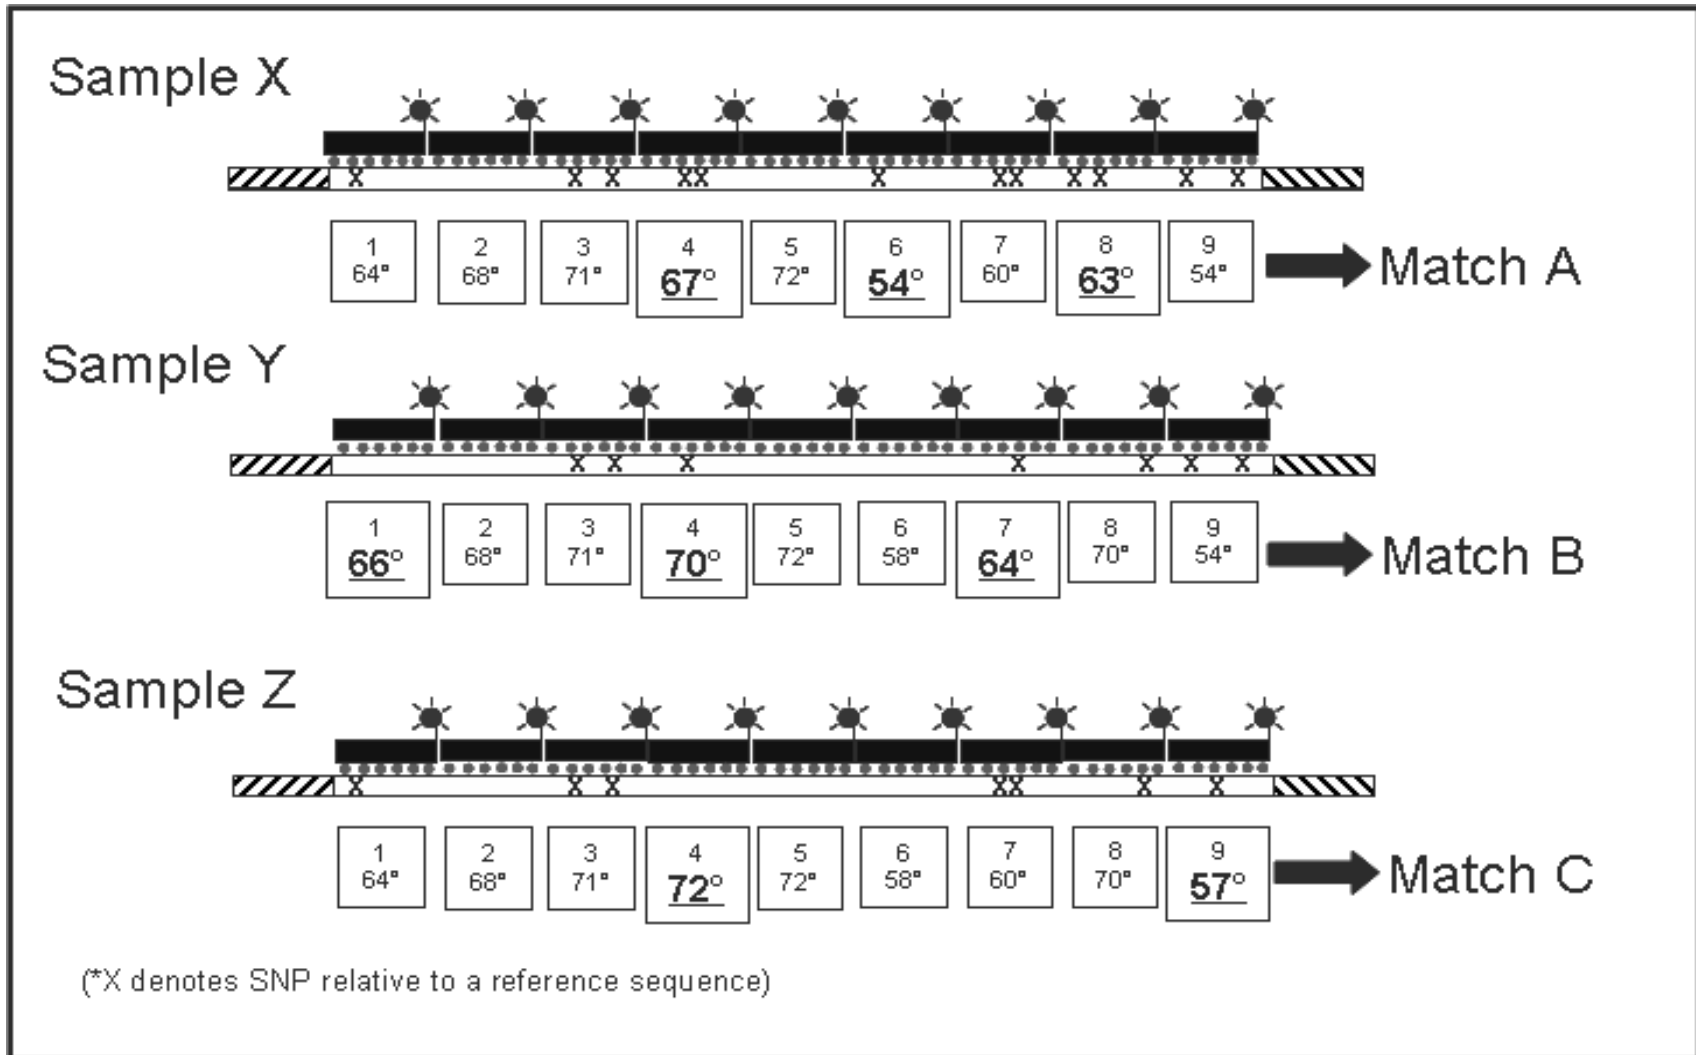 Sample X
X X X XX X XX X X X X
1 2 3 4 5 6 7 8 9
64° 68° 71° 67° 72° 54° 60° 63° 54°
Match A
Sample Y
X X X X X X X
1 2 3 4 5 6 7 8 9
66° 68° 71° 70° 72° 58° 64° 70° 54°
Match B
Sample Z
X X X XX X X
1 2 3 4 5 6 7 8 9
64° 68° 71° 72° 72° 58° 60° 70° 57°
Match C
(*X denotes SNP relative to a reference sequence)